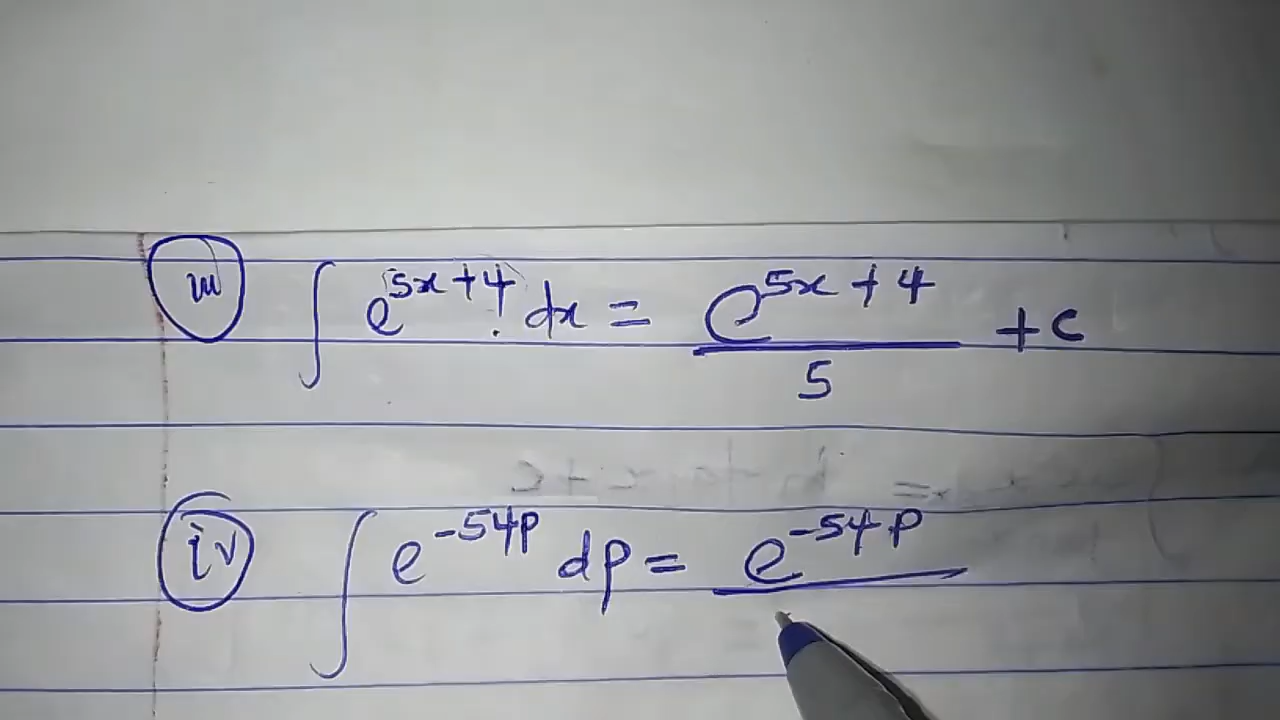 iii ∫ e^{5x+4} . dx = e^{5x+4} / 5 + c
iv ∫ e^{-54p} dp = e^{-54p}